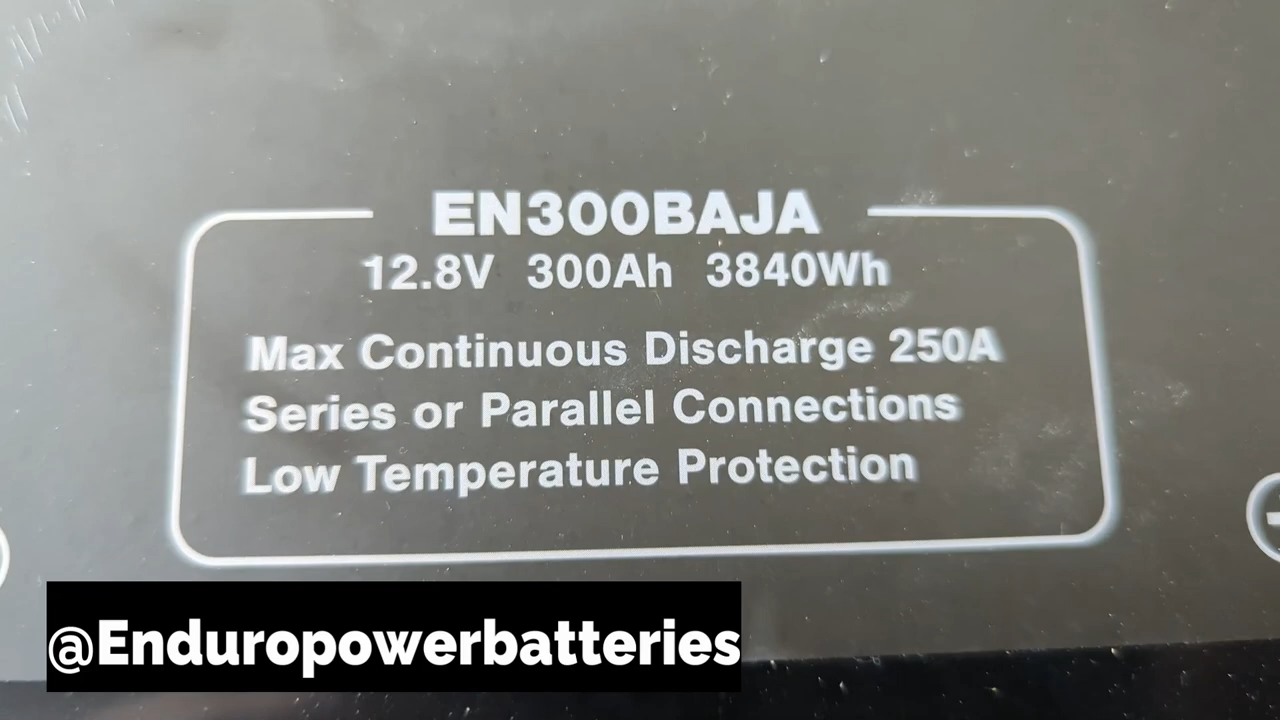 EN300BAJA
12.8V 300Ah 3840Wh
Max Continuous Discharge 250A
Series or Parallel Connections
Low Temperature Protection
@Enduropowerbatteries